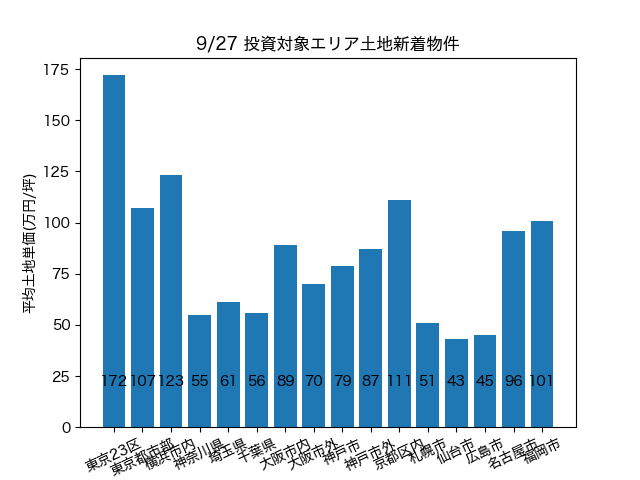 9/27 投資対象エリア土地新着物件
平均土地単価(万円/坪)
175
150
125
100
75
50
25
0
172 107 123 55 61 56 89 70 79 87 111 51 43 45 96 101
東京23区 東京都市部 横浜市内 神奈川県 埼玉県 千葉県 大阪市内 大阪市外 神戸市 神戸市外 京都区内 札幌市 仙台市 広島市 名古屋市 福岡市